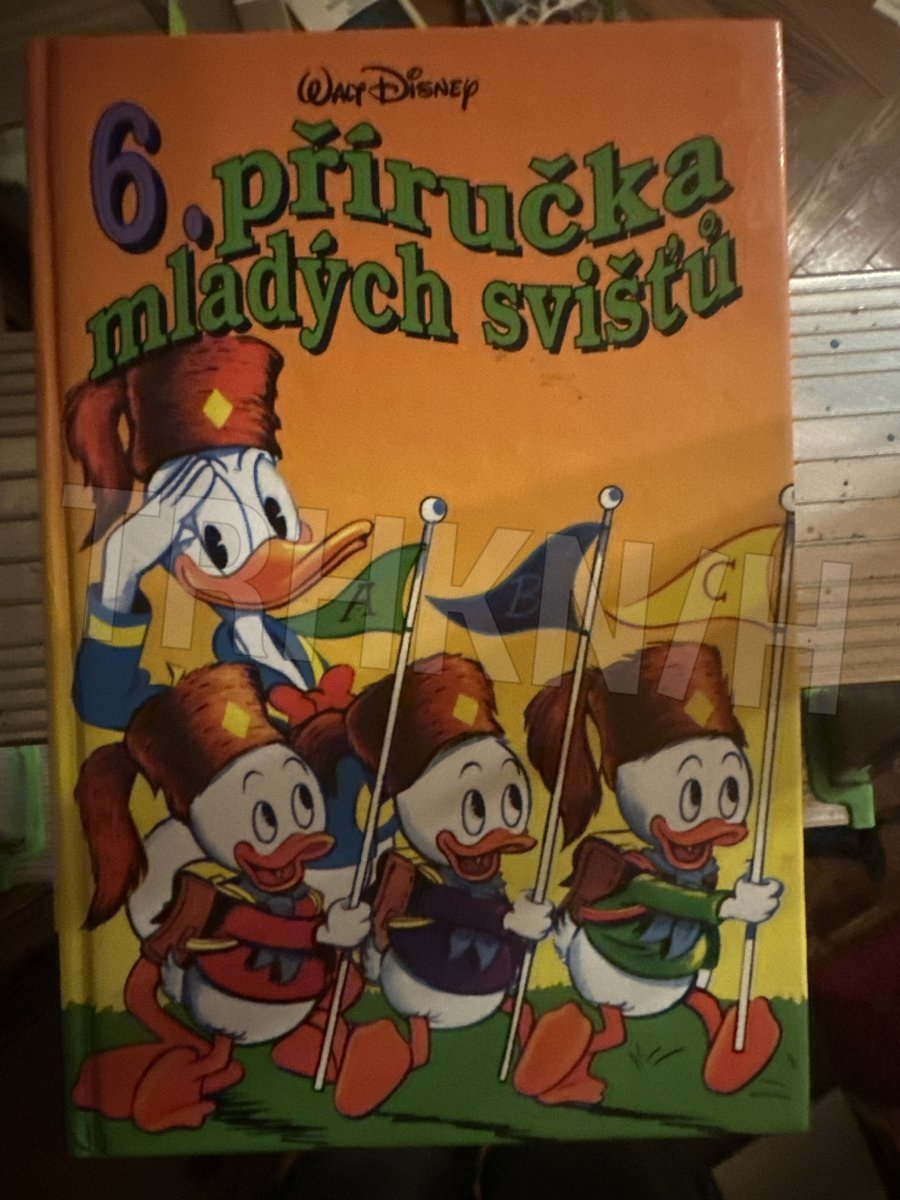 WALT DISNEY
6. příručka
mladých svišťů
A B C
TRHKNIH